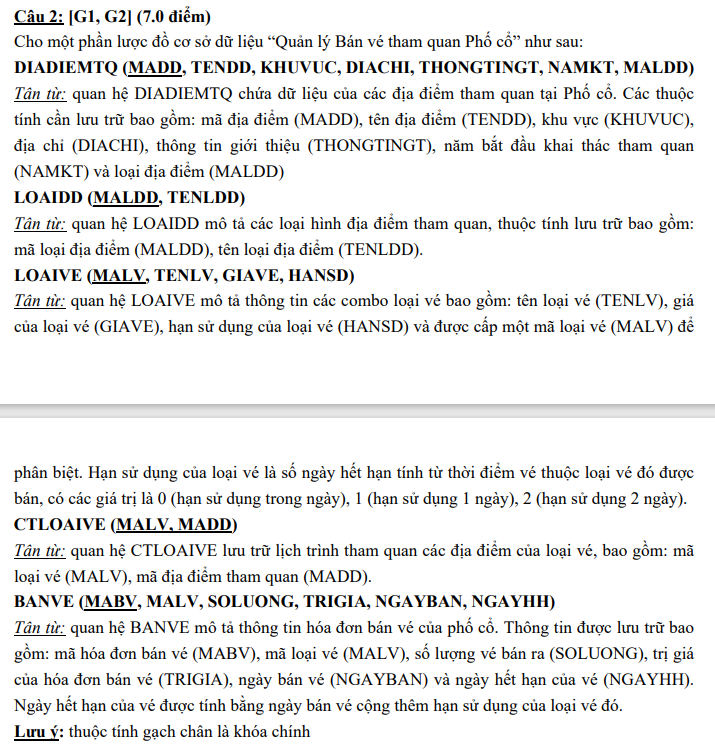 Câu 2: [G1, G2] (7.0 điểm)
Cho một phần lược đồ cơ sở dữ liệu “Quản lý Bán vé tham quan Phố cổ” như sau:
DIADIEMTQ (MADD, TENDD, KHUVUC, DIACHI, THONGTINGT, NAMKT, MALDD)
Tân từ: quan hệ DIADIEMTQ chứa dữ liệu của các địa điểm tham quan tại Phố cổ. Các thuộc
tính cần lưu trữ bao gồm: mã địa điểm (MADD), tên địa điểm (TENDD), khu vực (KHUVUC),
địa chỉ (DIACHI), thông tin giới thiệu (THONGTINGT), năm bắt đầu khai thác tham quan
(NAMKT) và loại địa điểm (MALDD)
LOAIDD (MALDD, TENLDD)
Tân từ: quan hệ LOAIDD mô tả các loại hình địa điểm tham quan, thuộc tính lưu trữ bao gồm:
mã loại địa điểm (MALDD), tên loại địa điểm (TENLDD).
LOAIVE (MALV, TENLV, GIAVE, HANSD)
Tân từ: quan hệ LOAIVE mô tả thông tin các combo loại vé bao gồm: tên loại vé (TENLV), giá
của loại vé (GIAVE), hạn sử dụng của loại vé (HANSD) và được cấp một mã loại vé (MALV) để
phân biệt. Hạn sử dụng của loại vé là số ngày hết hạn tính từ thời điểm vé thuộc loại vé đó được
bán, có các giá trị là 0 (hạn sử dụng trong ngày), 1 (hạn sử dụng 1 ngày), 2 (hạn sử dụng 2 ngày).
CTLOAIVE (MALV, MADD)
Tân từ: quan hệ CTLOAIVE lưu trữ lịch trình tham quan các địa điểm của loại vé, bao gồm: mã
loại vé (MALV), mã địa điểm tham quan (MADD).
BANVE (MABV, MALV, SOLUONG, TRIGIA, NGAYBAN, NGAYHH)
Tân từ: quan hệ BANVE mô tả thông tin hóa đơn bán vé của phố cổ. Thông tin được lưu trữ bao
gồm: mã hóa đơn bán vé (MABV), mã loại vé (MALV), số lượng vé bán ra (SOLUONG), trị giá
của hóa đơn bán vé (TRIGIA), ngày bán vé (NGAYBAN) và ngày hết hạn của vé (NGAYHH).
Ngày hết hạn của vé được tính bằng ngày bán vé cộng thêm hạn sử dụng của loại vé đó.
Lưu ý: thuộc tính gạch chân là khóa chính